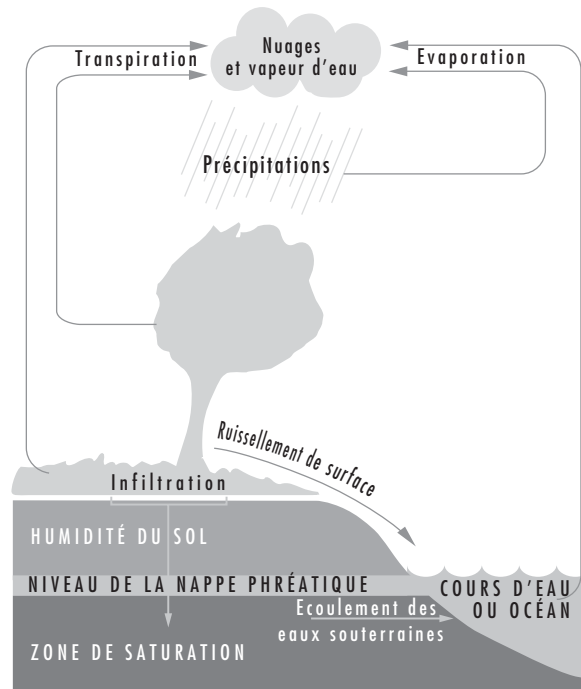 Nuages
et vapeur d'eau
Transpiration
Evaporation
Précipitations
Ruissellement de surface
Infiltration
HUMIDITÉ DU SOL
NIVEAU DE LA NAPPE PHRÉATIQUE
COURS D'EAU
OU OCÉAN
Ecoulement des
eaux souterraines
ZONE DE SATURATION